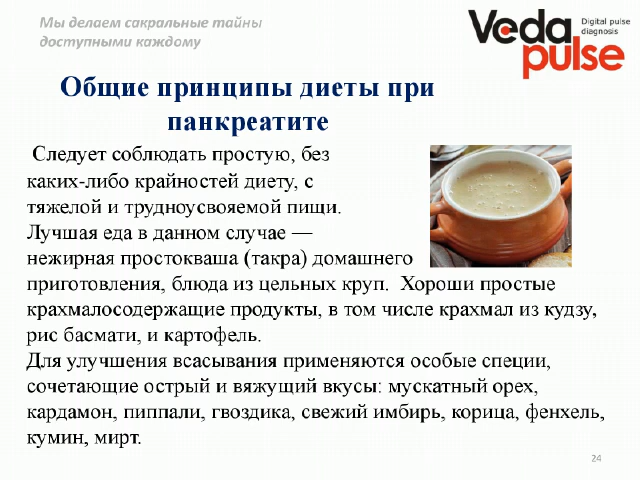 Мы делаем сакральные тайны
доступными каждому
Veda
pulse
Digital pulse
diagnosis
Общие принципы диеты при
панкреатите
Следует соблюдать простую, без
каких-либо крайностей диету, с
тяжелой и трудноусвояемой пищи.
Лучшая еда в данном случае —
нежирная простокваша (такра) домашнего
приготовления, блюда из цельных круп. Хороши простые
крахмалосодержащие продукты, в том числе крахмал из кудзу,
рис басмати, и картофель.
Для улучшения всасывания применяются особые специи,
сочетающие острый и вяжущий вкусы: мускатный орех,
кардамон, пиппали, гвоздика, свежий имбирь, корица, фенхель,
кумин, мирт.
24